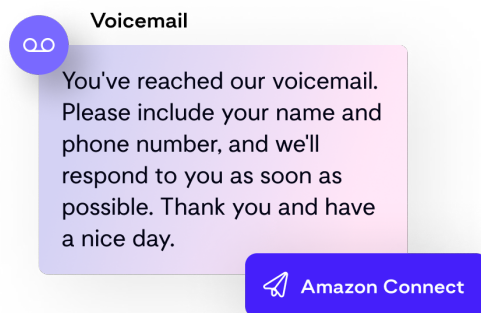 Voicemail
You've reached our voicemail.
Please include your name and
phone number, and we'll
respond to you as soon as
possible. Thank you and have
a nice day.
Amazon Connect